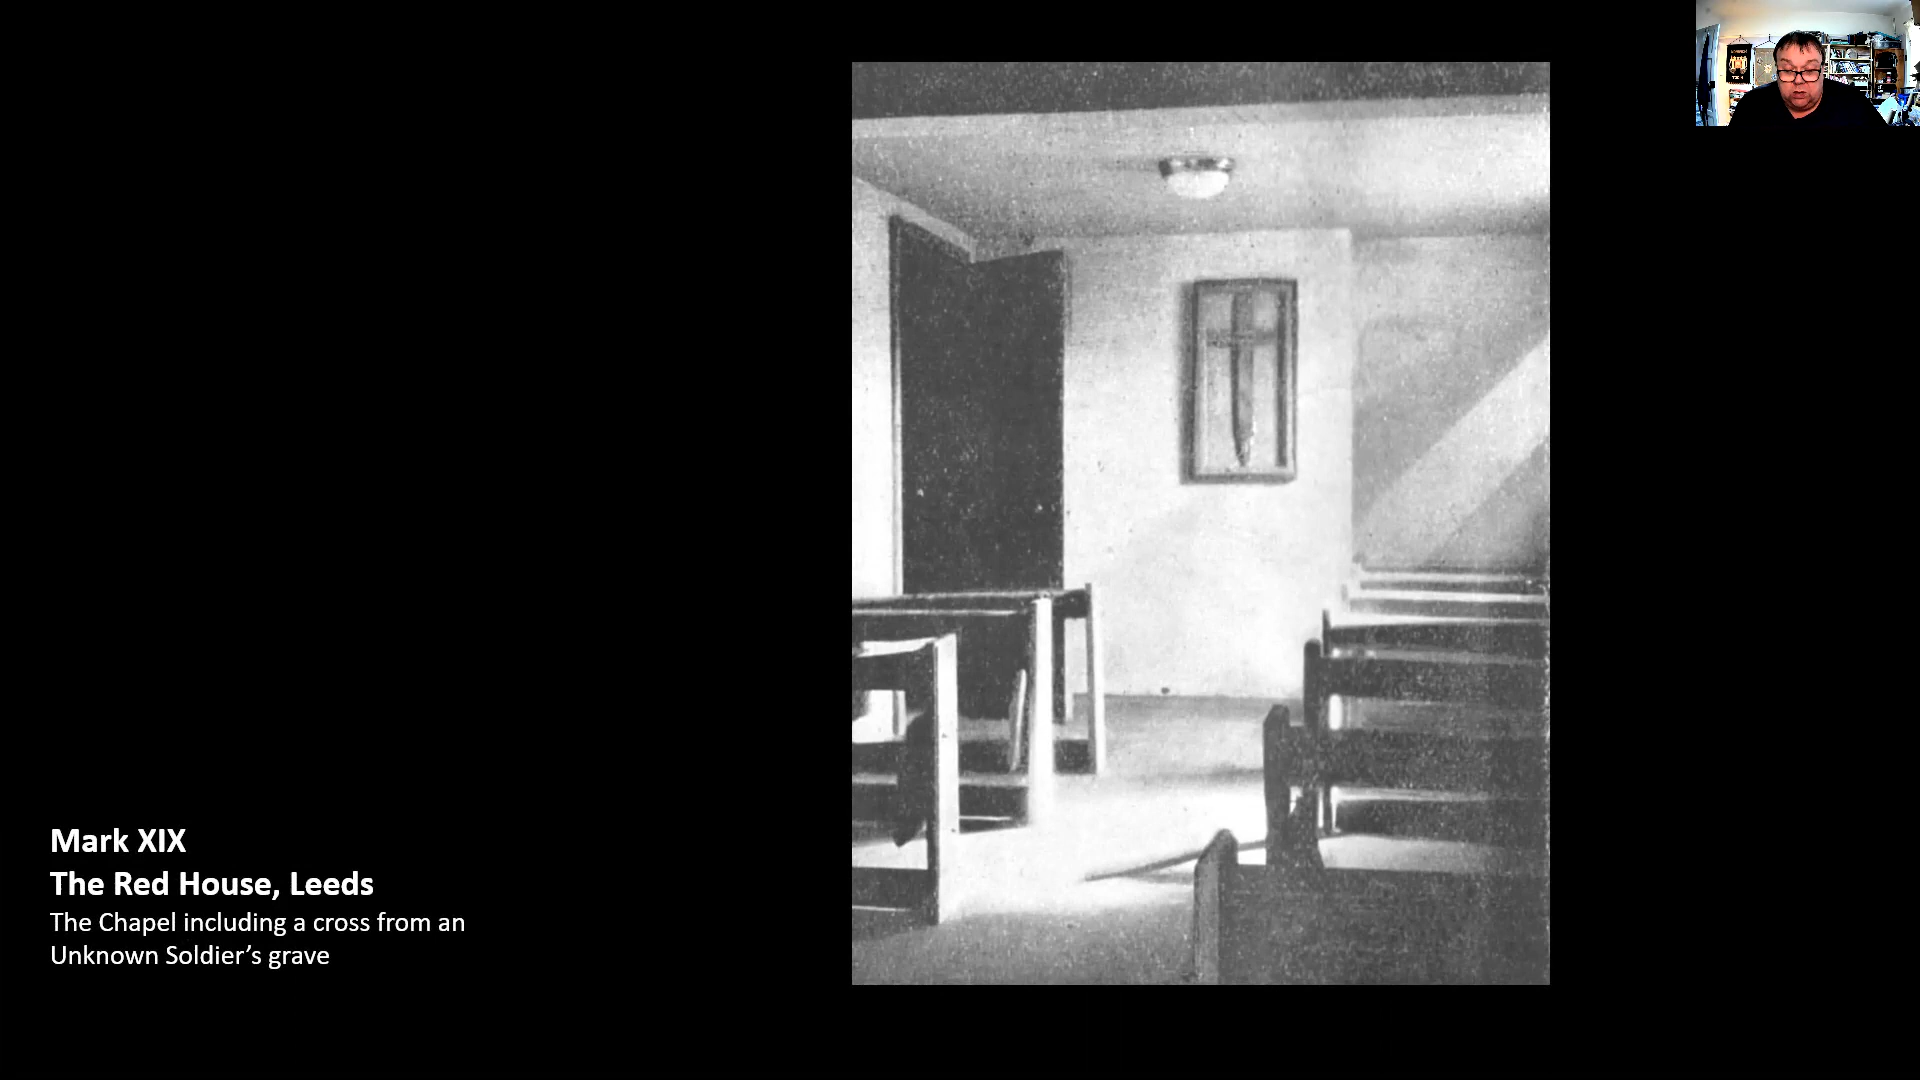 Mark XIX
The Red House, Leeds
The Chapel including a cross from an
Unknown Soldier’s grave